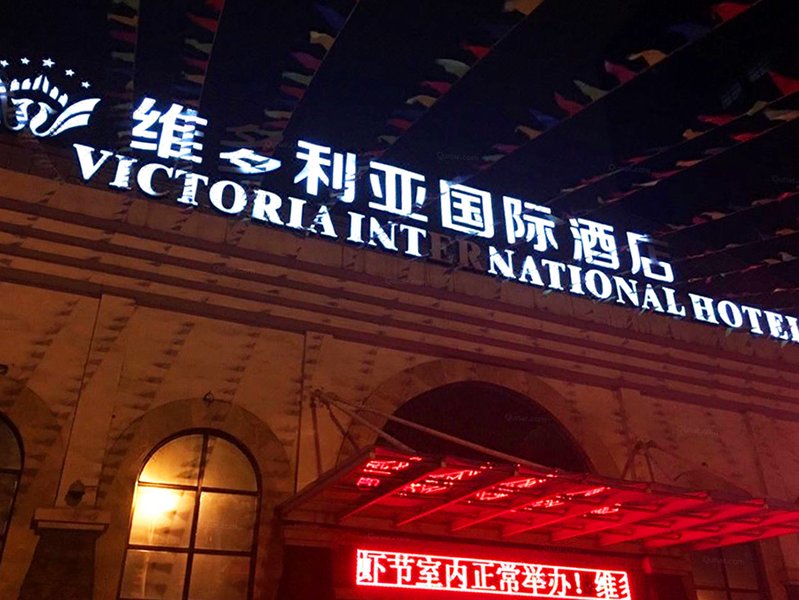 维多利亚国际酒店
VICTORIA INTERNATIONAL HOTEL
虾节室内正常举办！维多